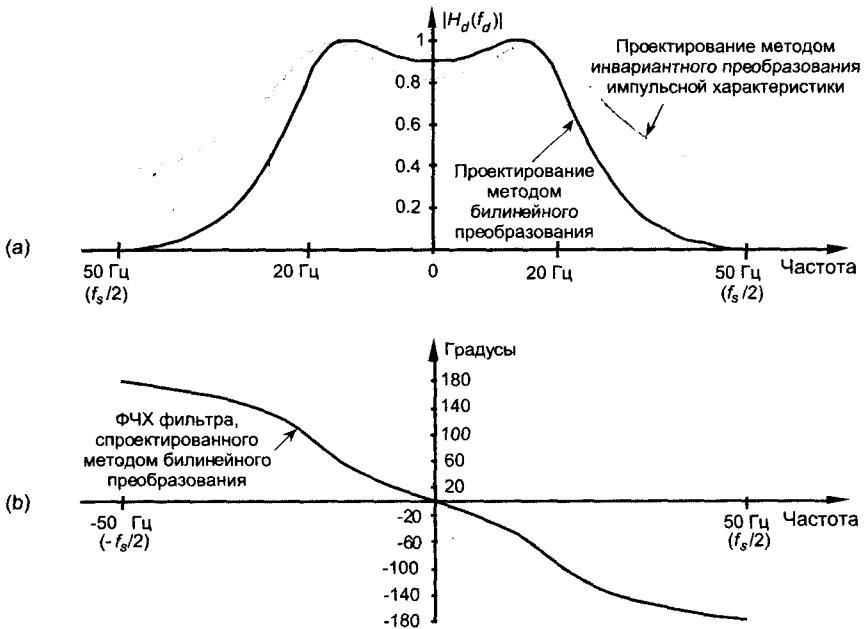 |H_d(f_d)|
Проектирование методом
инвариантного преобразования
импульсной характеристики
1
0.8
0.6
0.4
0.2
Проектирование
методом
билинейного
преобразования
(a)
50 Гц
(f_s/2)
20 Гц
0
20 Гц
50 Гц
(f_s/2)
Частота
Градусы
180
140
100
60
20
ФЧХ фильтра,
спроектированного
методом билинейного
преобразования
(b)
-50 Гц
(-f_s/2)
-20
-60
-100
-140
-180
50 Гц
(f_s/2)
Частота